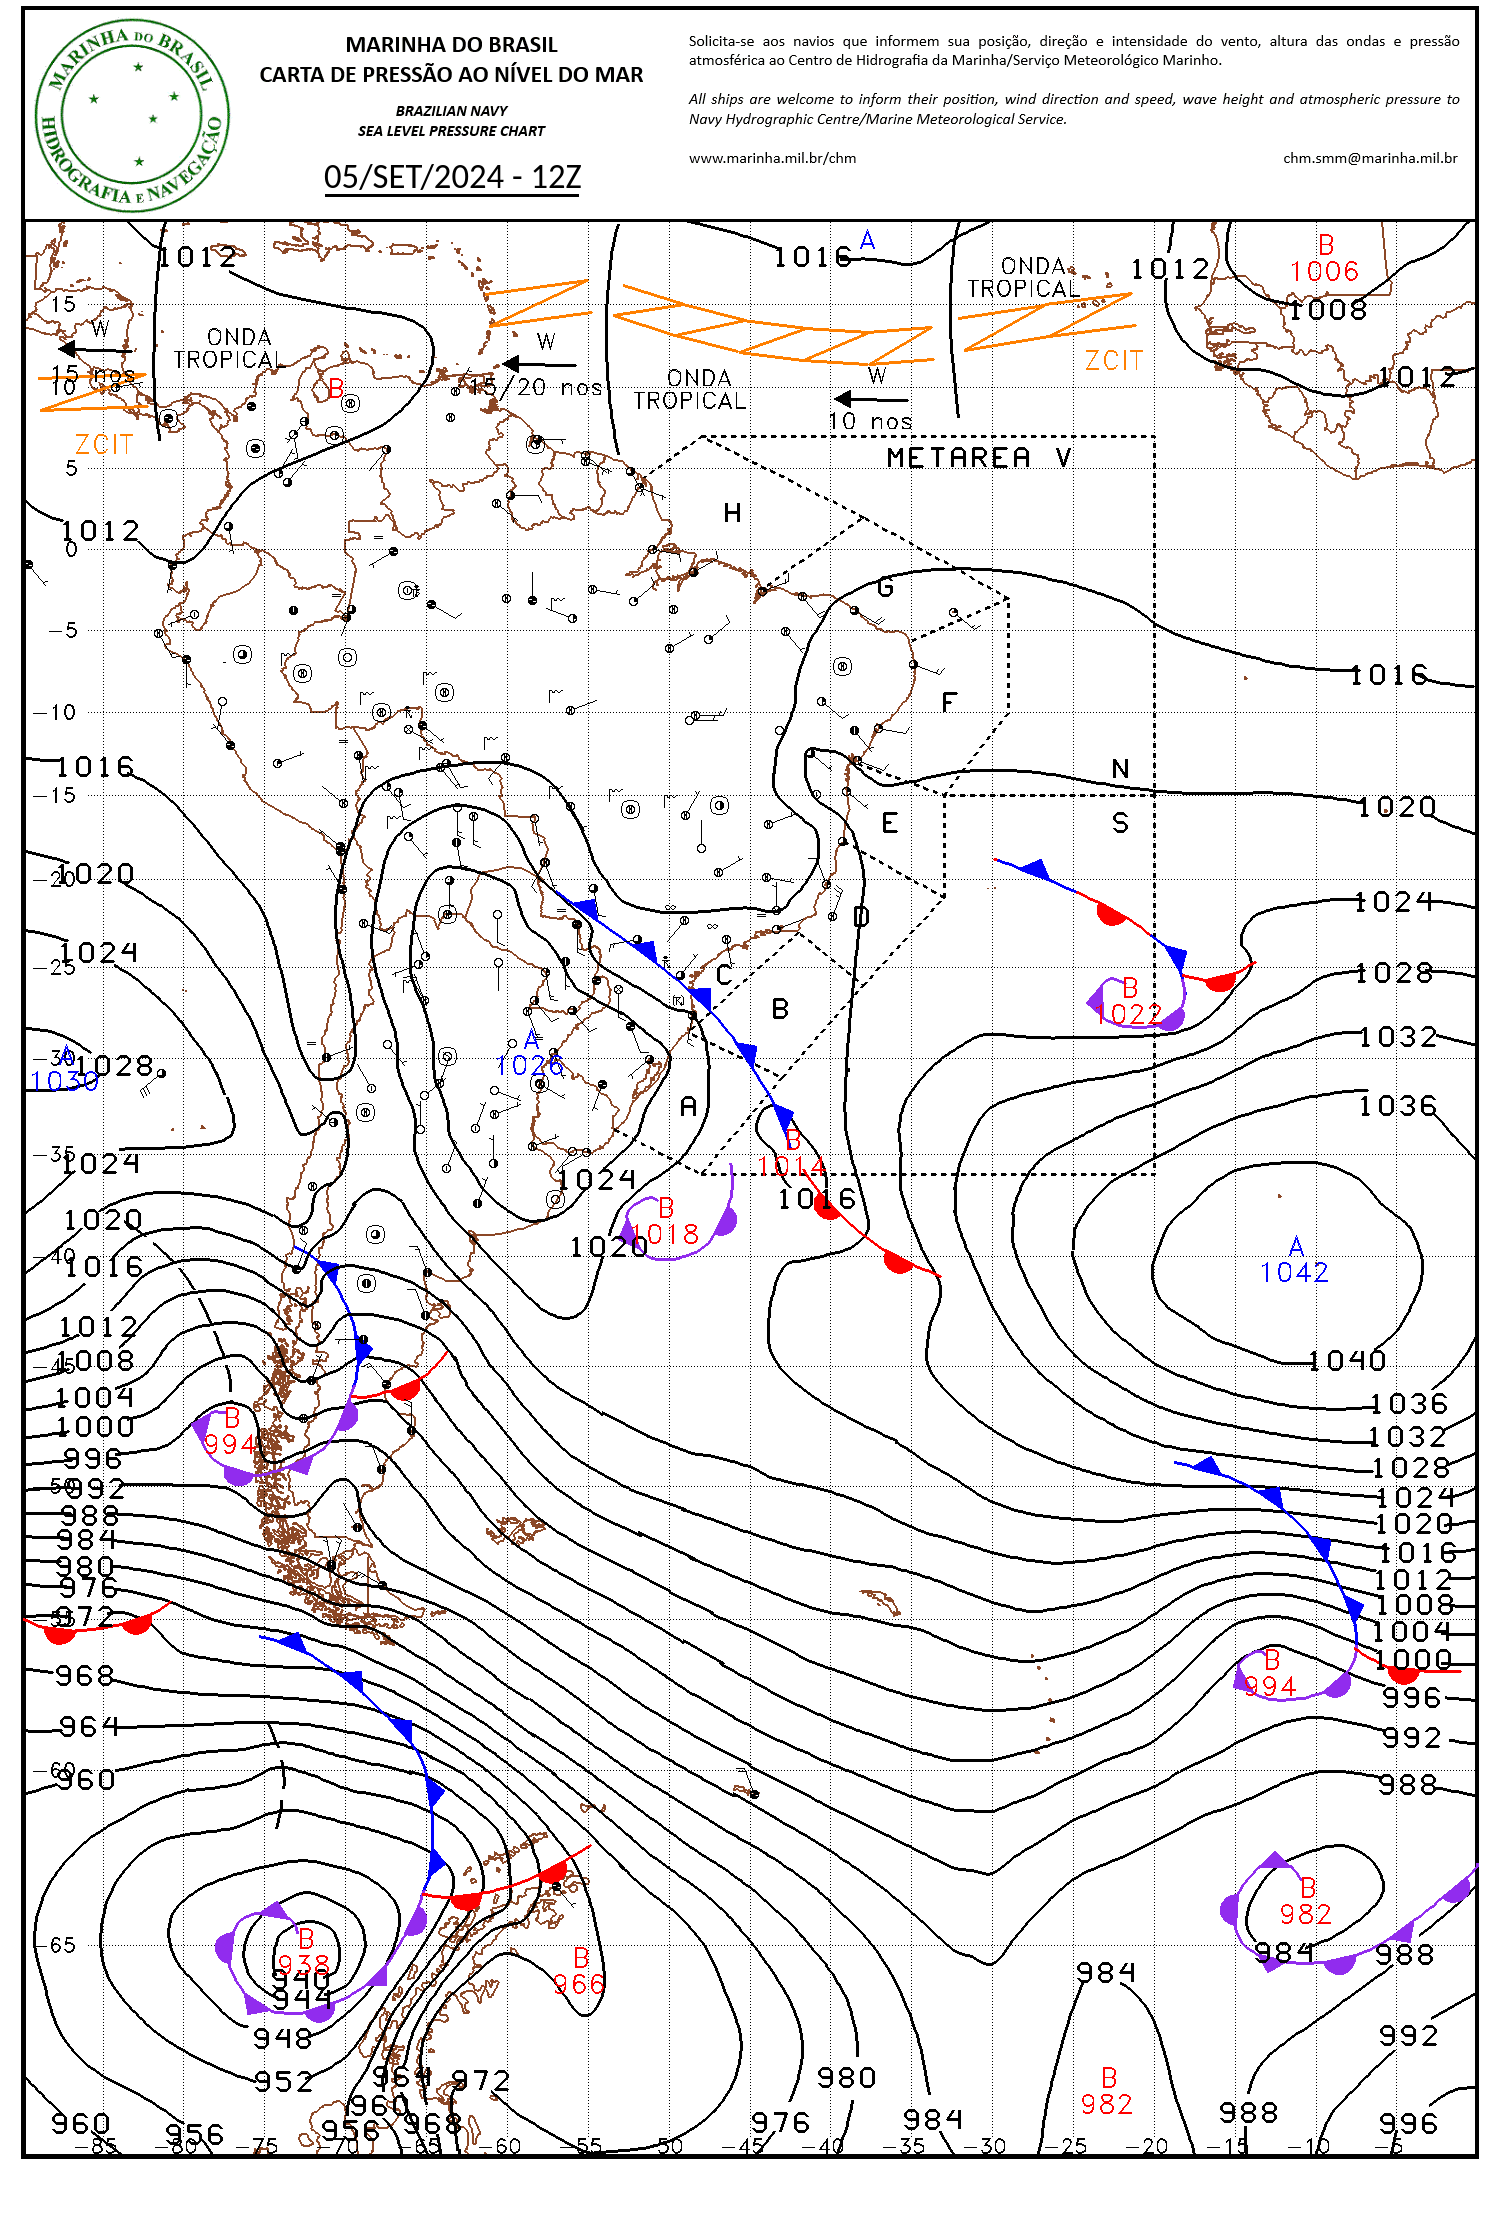 MARINHA DO BRASIL
HIDROGRAFIA E NAVEGAÇÃO
MARINHA DO BRASIL
CARTA DE PRESSÃO AO NÍVEL DO MAR
BRAZILIAN NAVY
SEA LEVEL PRESSURE CHART
05/SET/2024 - 12Z
Solicita-se aos navios que informem sua posição, direção e intensidade do vento, altura das ondas e pressão
atmosférica ao Centro de Hidrografia da Marinha/Serviço Meteorológico Marinho.
All ships are welcome to inform their position, wind direction and speed, wave height and atmospheric pressure to
Navy Hydrographic Centre/Marine Meteorological Service.
www.marinha.mil.br/chm
chm.smm@marinha.mil.br
1012
1016
A
ONDA
TROPICAL
1012
B
1006
15
1008
W
ONDA
TROPICAL
W
15 nos
10
B
15/20 nos
ONDA
TROPICAL
W
10 nos
ZCIT
1012
ZCIT
5
METAREA V
H
1012
0
G
-5
1016
F
-10
1016
N
-15
1020
E
S
1020
-20
1024
D
1024
-25
C
1028
B
1022
B
A
1026
1032
A
1030
1028
-30
A
1036
1024
-35
B
1014
1024
1016
B
1018
1020
1020
A
1042
-40
1016
1012
1008
-45
1040
1004
1036
1000
B
994
1032
996
1028
992
-50
1024
988
1020
984
1016
980
1012
976
1008
972
-55
1004
1000
968
B
994
996
964
992
-60
960
988
B
982
B
938
-65
940
944
948
952
B
966
984
984
988
992
964
972
980
B
982
960
956
960
956
968
976
984
988
996
-85
-80
-75
-70
-65
-60
-55
-50
-45
-40
-35
-30
-25
-20
-15
-10
-5